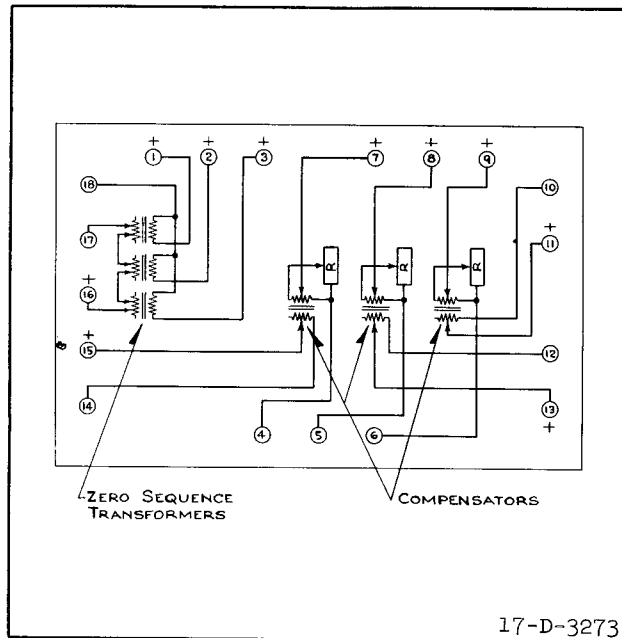 + + + + + +
1 2 3 7 8 9
18 10
+
11
17
R R R
+
16
+
15
12
14
13
+
4 5 6
ZERO SEQUENCE
TRANSFORMERS
COMPENSATORS
17-D-3273